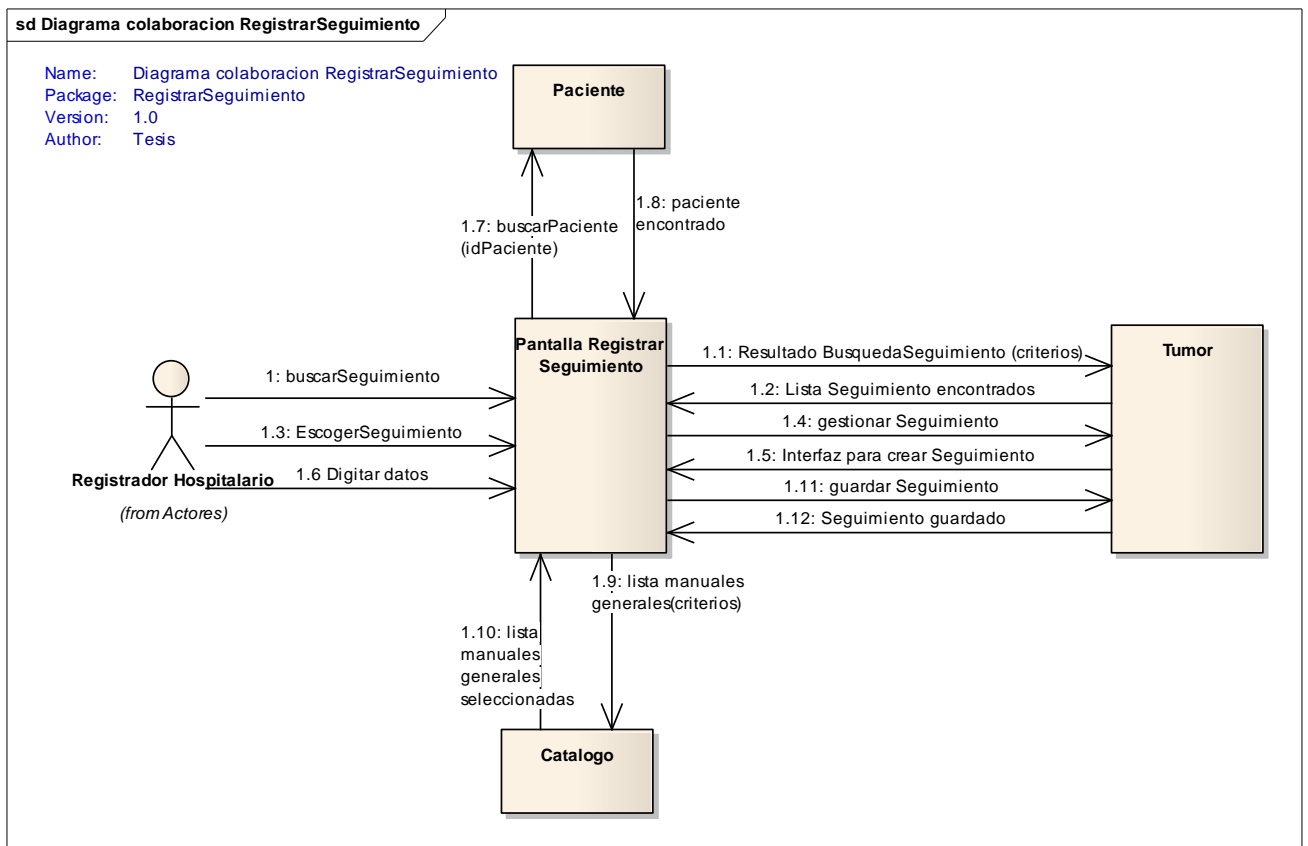 sd Diagrama colaboracion RegistrarSeguimiento
Name: Diagrama colaboracion RegistrarSeguimiento
Package: RegistrarSeguimiento
Version: 1.0
Author: Tesis
Paciente
1.7: buscarPaciente
(idPaciente)
1.8: paciente
encontrado
Pantalla Registrar
Seguimiento
Tumor
1: buscarSeguimiento
1.3: EscogerSeguimiento
1.6 Digitar datos
Registrador Hospitalario
(from Actores)
1.1: Resultado BusquedaSeguimiento (criterios)
1.2: Lista Seguimiento encontrados
1.4: gestionar Seguimiento
1.5: Interfaz para crear Seguimiento
1.11: guardar Seguimiento
1.12: Seguimiento guardado
1.9: lista manuales
generales(criterios)
1.10: lista
manuales
generales
seleccionadas
Catalogo